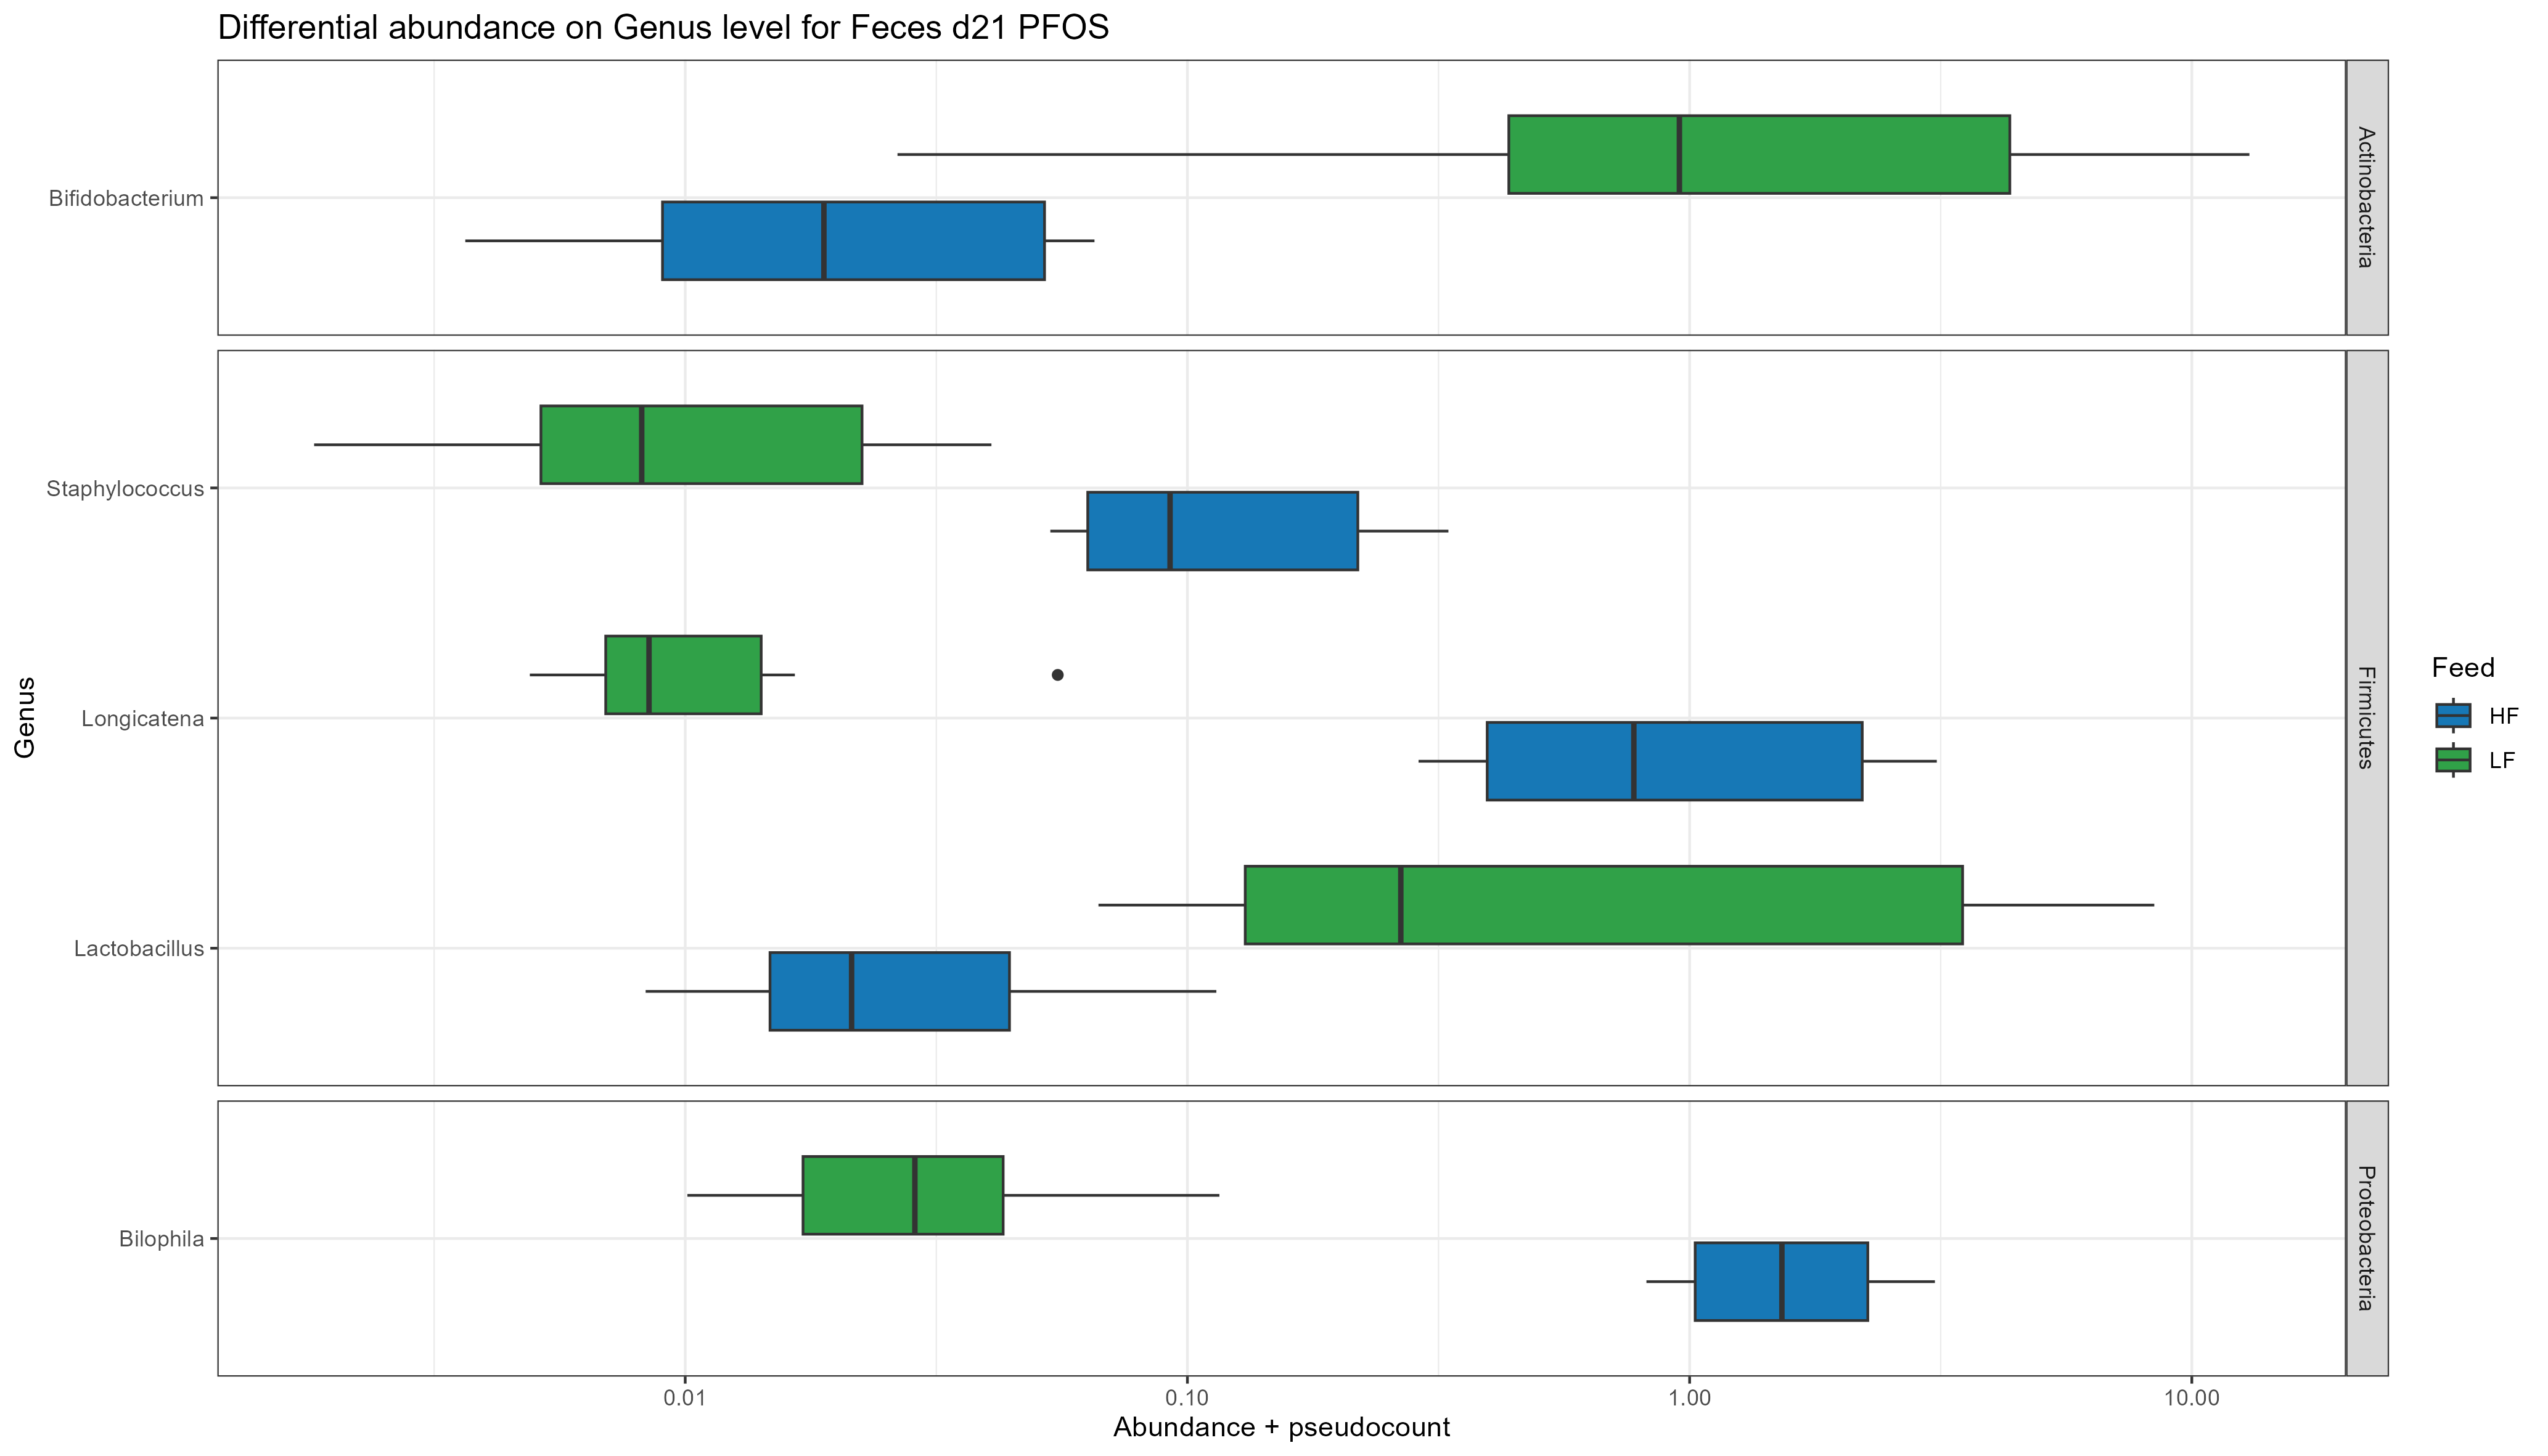 Differential abundance on Genus level for Feces d21 PFOS
Bifidobacterium
Actinobacteria
Staphylococcus
Longicatena
Lactobacillus
Firmicutes
Bilophila
Proteobacteria
Genus
0.01 0.10 1.00 10.00
Abundance + pseudocount
Feed
HF
LF